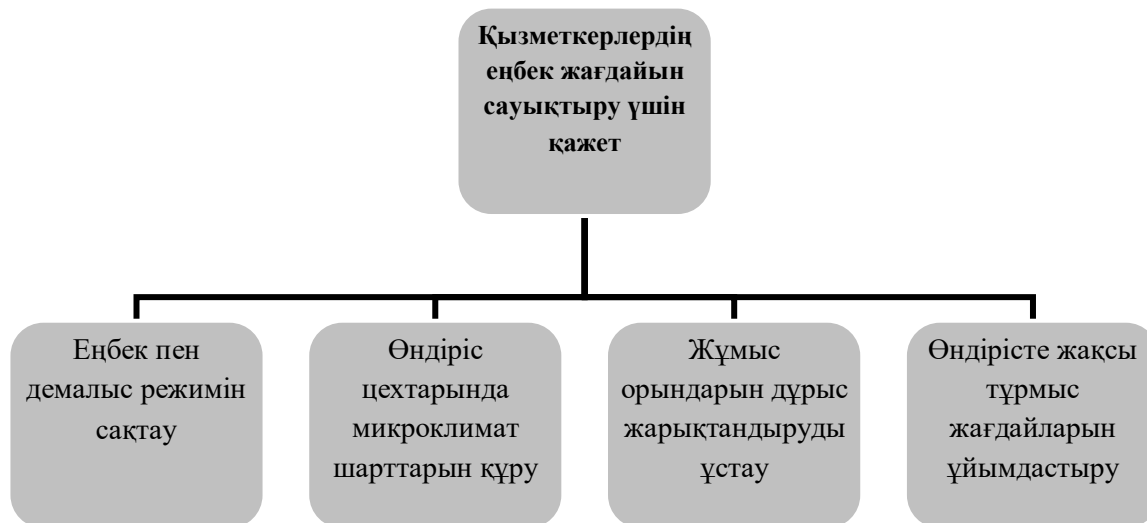 Қызметкерлердің
еңбек жағдайын
сауықтыру үшін
қажет
Еңбек пен
демалыс режимін
сақтау
Өндіріс
цехтарында
микроклимат
шарттарын құру
Жұмыс
орындарын дұрыс
жарықтандыруды
ұстау
Өндірісте жақсы
тұрмыс
жағдайларын
ұйымдастыру